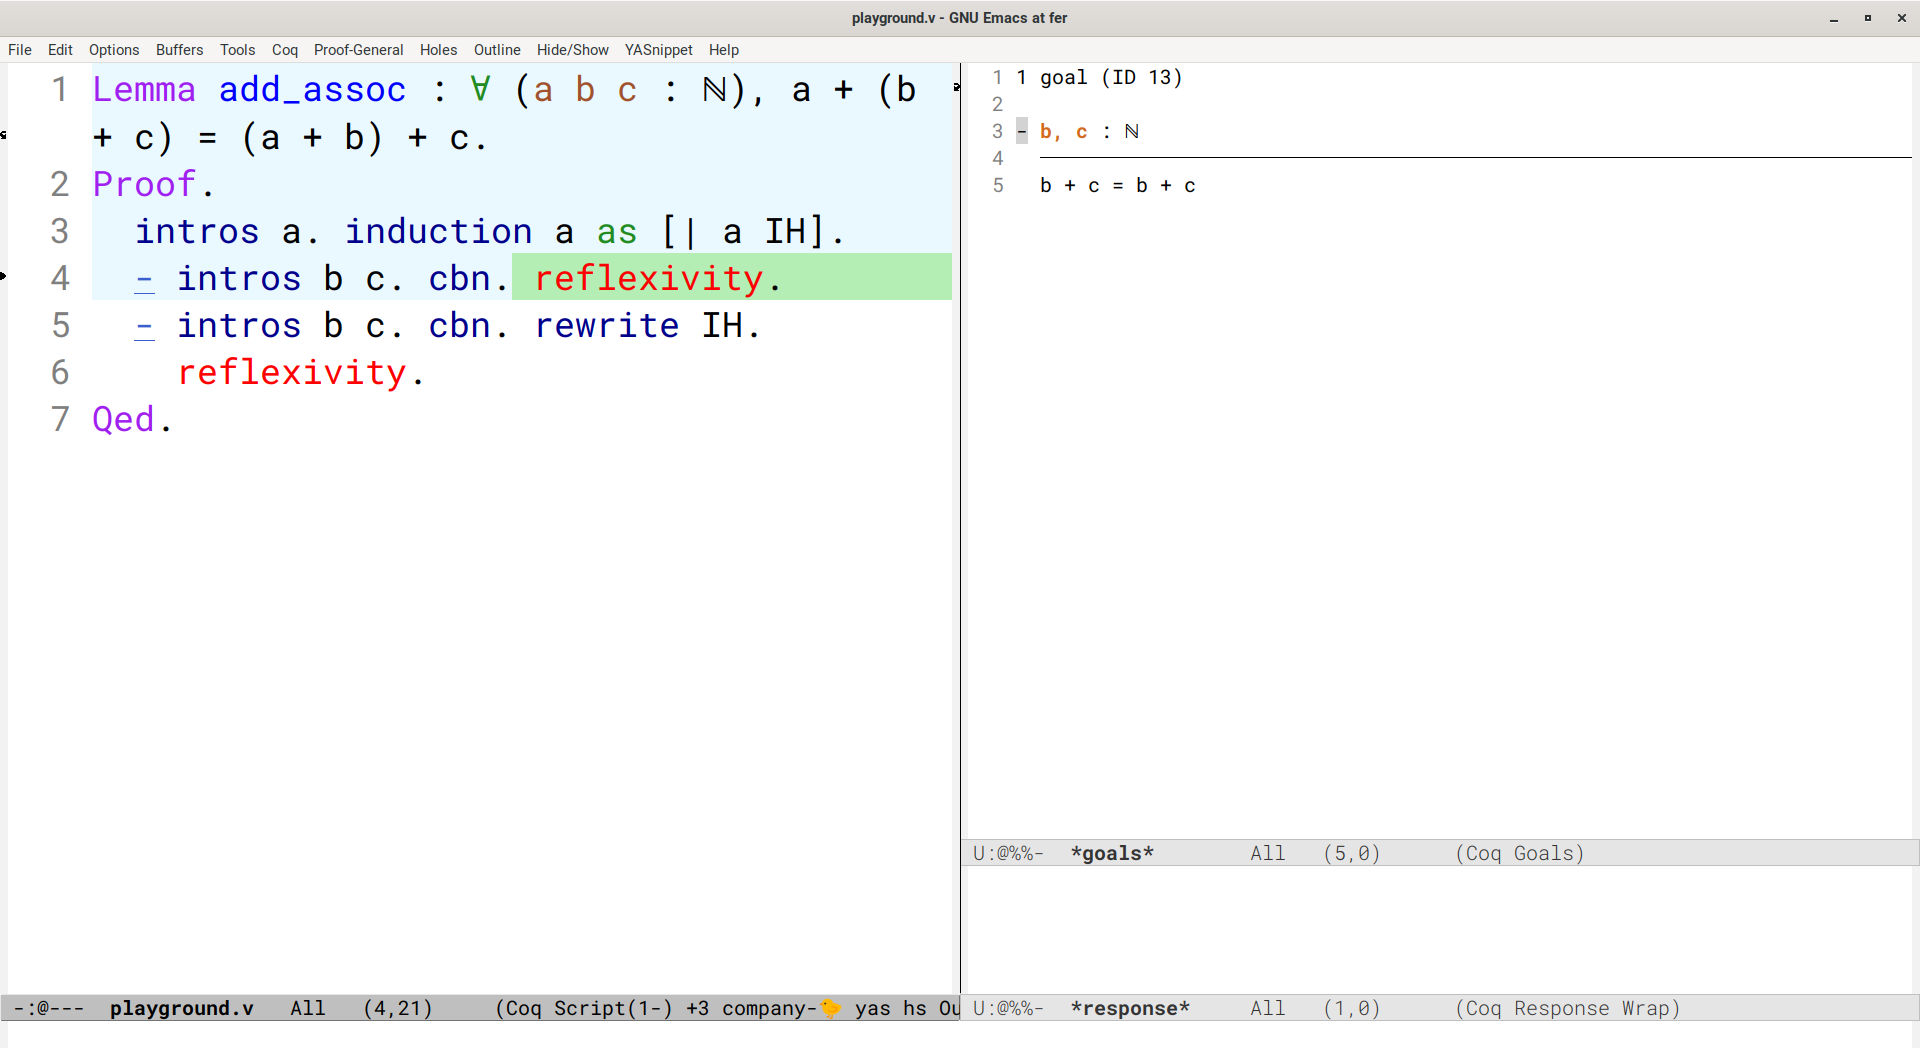 playground.v - GNU Emacs at fer
File Edit Options Buffers Tools Coq Proof-General Holes Outline Hide/Show YASnippet Help
1 Lemma add_assoc : ∀ (a b c : ℕ), a + (b
+ c) = (a + b) + c.
2 Proof.
3 intros a. induction a as [| a IH].
4 - intros b c. cbn. reflexivity.
5 - intros b c. cbn. rewrite IH.
6 reflexivity.
7 Qed.
-:@--- playground.v All (4,21) (Coq Script(1-) +3 company-🐤 yas hs Ou
1 1 goal (ID 13)
2
3 - b, c : ℕ
4
5 b + c = b + c
U:@%%- *goals* All (5,0) (Coq Goals)
U:@%%- *response* All (1,0) (Coq Response Wrap)